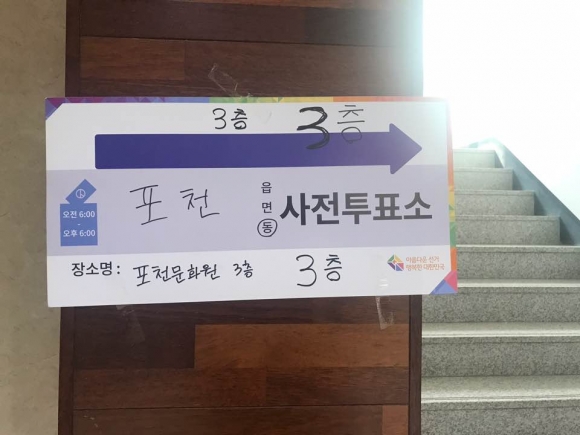 3층 3층
포천 읍면동 사전투표소
오전 6:00
-
오후 6:00
장소명: 포천문화원 3층 3층
아름다운 선거
행복한 대한민국